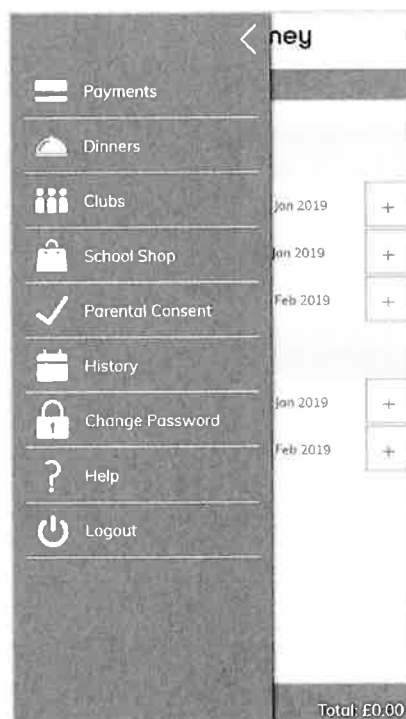 ney
Payments
Dinners
Clubs
School Shop
Parental Consent
History
Change Password
Help
Logout
Jan 2019 +
Jan 2019 +
Feb 2019 +
Jan 2019 +
Feb 2019 +
Total: £0.00